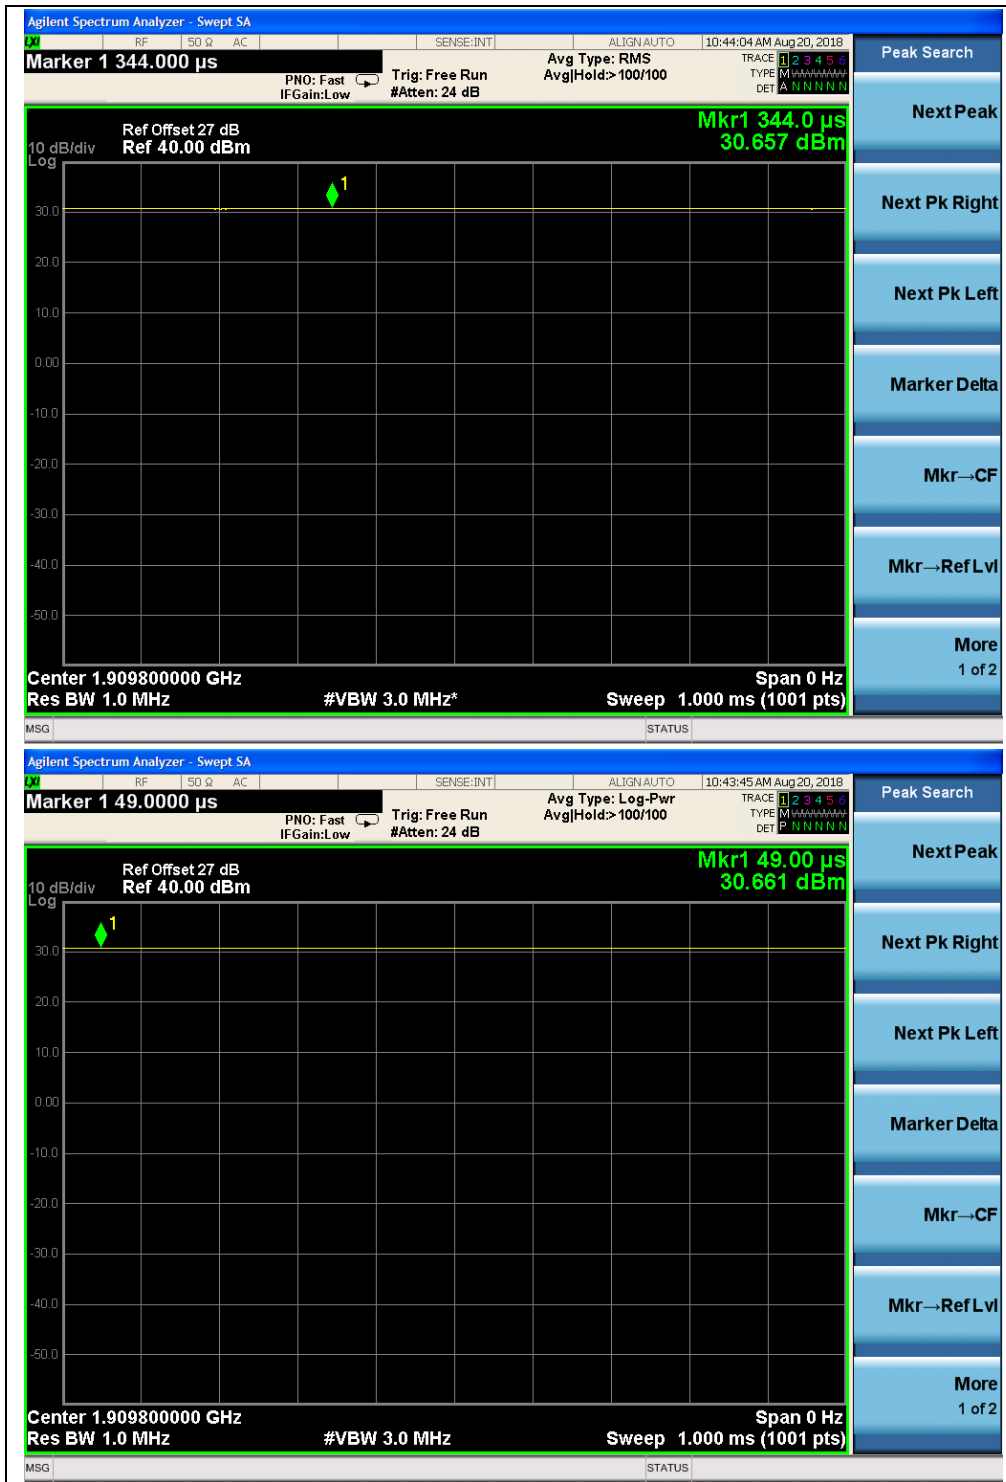 Agilent Spectrum Analyzer - Swept SA
LXI RF 50 Ω AC SENSE:INT ALIGN AUTO 10:44:04 AM Aug 20, 2018
Marker 1 344.000 µs
PNO: Fast
IFGain:Low
Trig: Free Run
#Atten: 24 dB
Avg Type: RMS
Avg|Hold:>100/100
TRACE 1 2 3 4 5 6
TYPE M
DET A N N N N N
Peak Search
Next Peak
Next Pk Right
Next Pk Left
Marker Delta
Mkr→CF
Mkr→Ref Lvl
More
1 of 2
Mkr1 344.0 µs
30.657 dBm
Ref Offset 27 dB
10 dB/div Ref 40.00 dBm
Log
1
30.0
20.0
10.0
0.00
-10.0
-20.0
-30.0
-40.0
-50.0
Center 1.909800000 GHz Span 0 Hz
Res BW 1.0 MHz #VBW 3.0 MHz* Sweep 1.000 ms (1001 pts)
MSG STATUS
Agilent Spectrum Analyzer - Swept SA
LXI RF 50 Ω AC SENSE:INT ALIGN AUTO 10:43:45 AM Aug 20, 2018
Marker 1 49.0000 µs
PNO: Fast
IFGain:Low
Trig: Free Run
#Atten: 24 dB
Avg Type: Log-Pwr
Avg|Hold:>100/100
TRACE 1 2 3 4 5 6
TYPE M
DET P N N N N N
Peak Search
Next Peak
Next Pk Right
Next Pk Left
Marker Delta
Mkr→CF
Mkr→Ref Lvl
More
1 of 2
Mkr1 49.00 µs
30.661 dBm
Ref Offset 27 dB
10 dB/div Ref 40.00 dBm
Log
1
30.0
20.0
10.0
0.00
-10.0
-20.0
-30.0
-40.0
-50.0
Center 1.909800000 GHz Span 0 Hz
Res BW 1.0 MHz #VBW 3.0 MHz Sweep 1.000 ms (1001 pts)
MSG STATUS